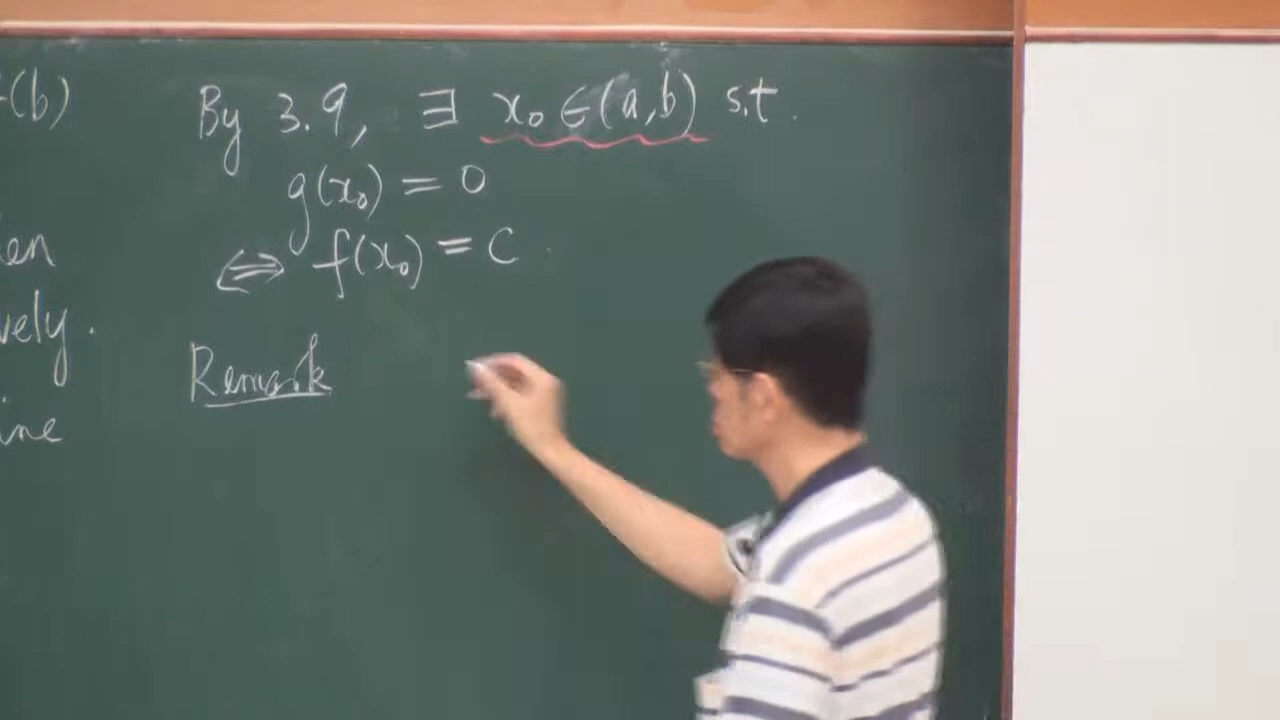 (b)
en
vely.
ine
By 3.9, ∃ x₀ ∈ (a,b) s.t.
g(x₀) = 0
⇔ f(x₀) = C.
Remark